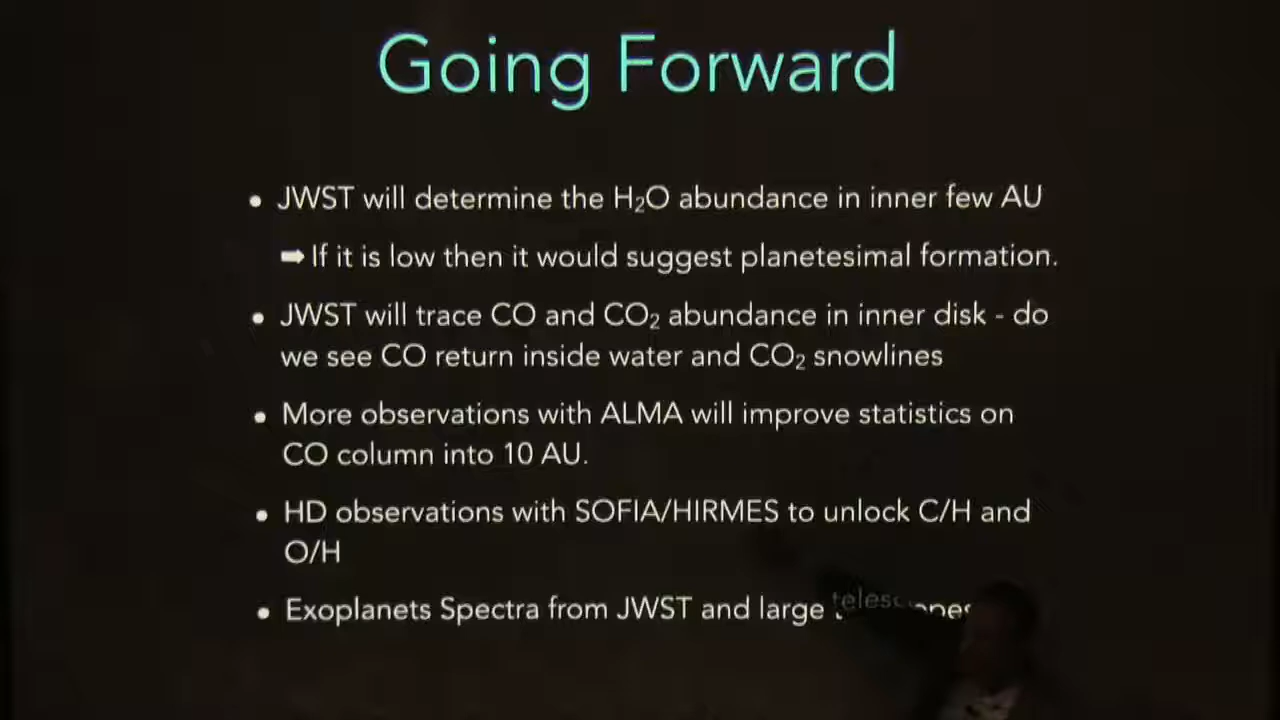 Going Forward
• JWST will determine the H₂O abundance in inner few AU
➡ If it is low then it would suggest planetesimal formation.
• JWST will trace CO and CO₂ abundance in inner disk - do
we see CO return inside water and CO₂ snowlines
• More observations with ALMA will improve statistics on
CO column into 10 AU.
• HD observations with SOFIA/HIRMES to unlock C/H and
O/H
• Exoplanets Spectra from JWST and large